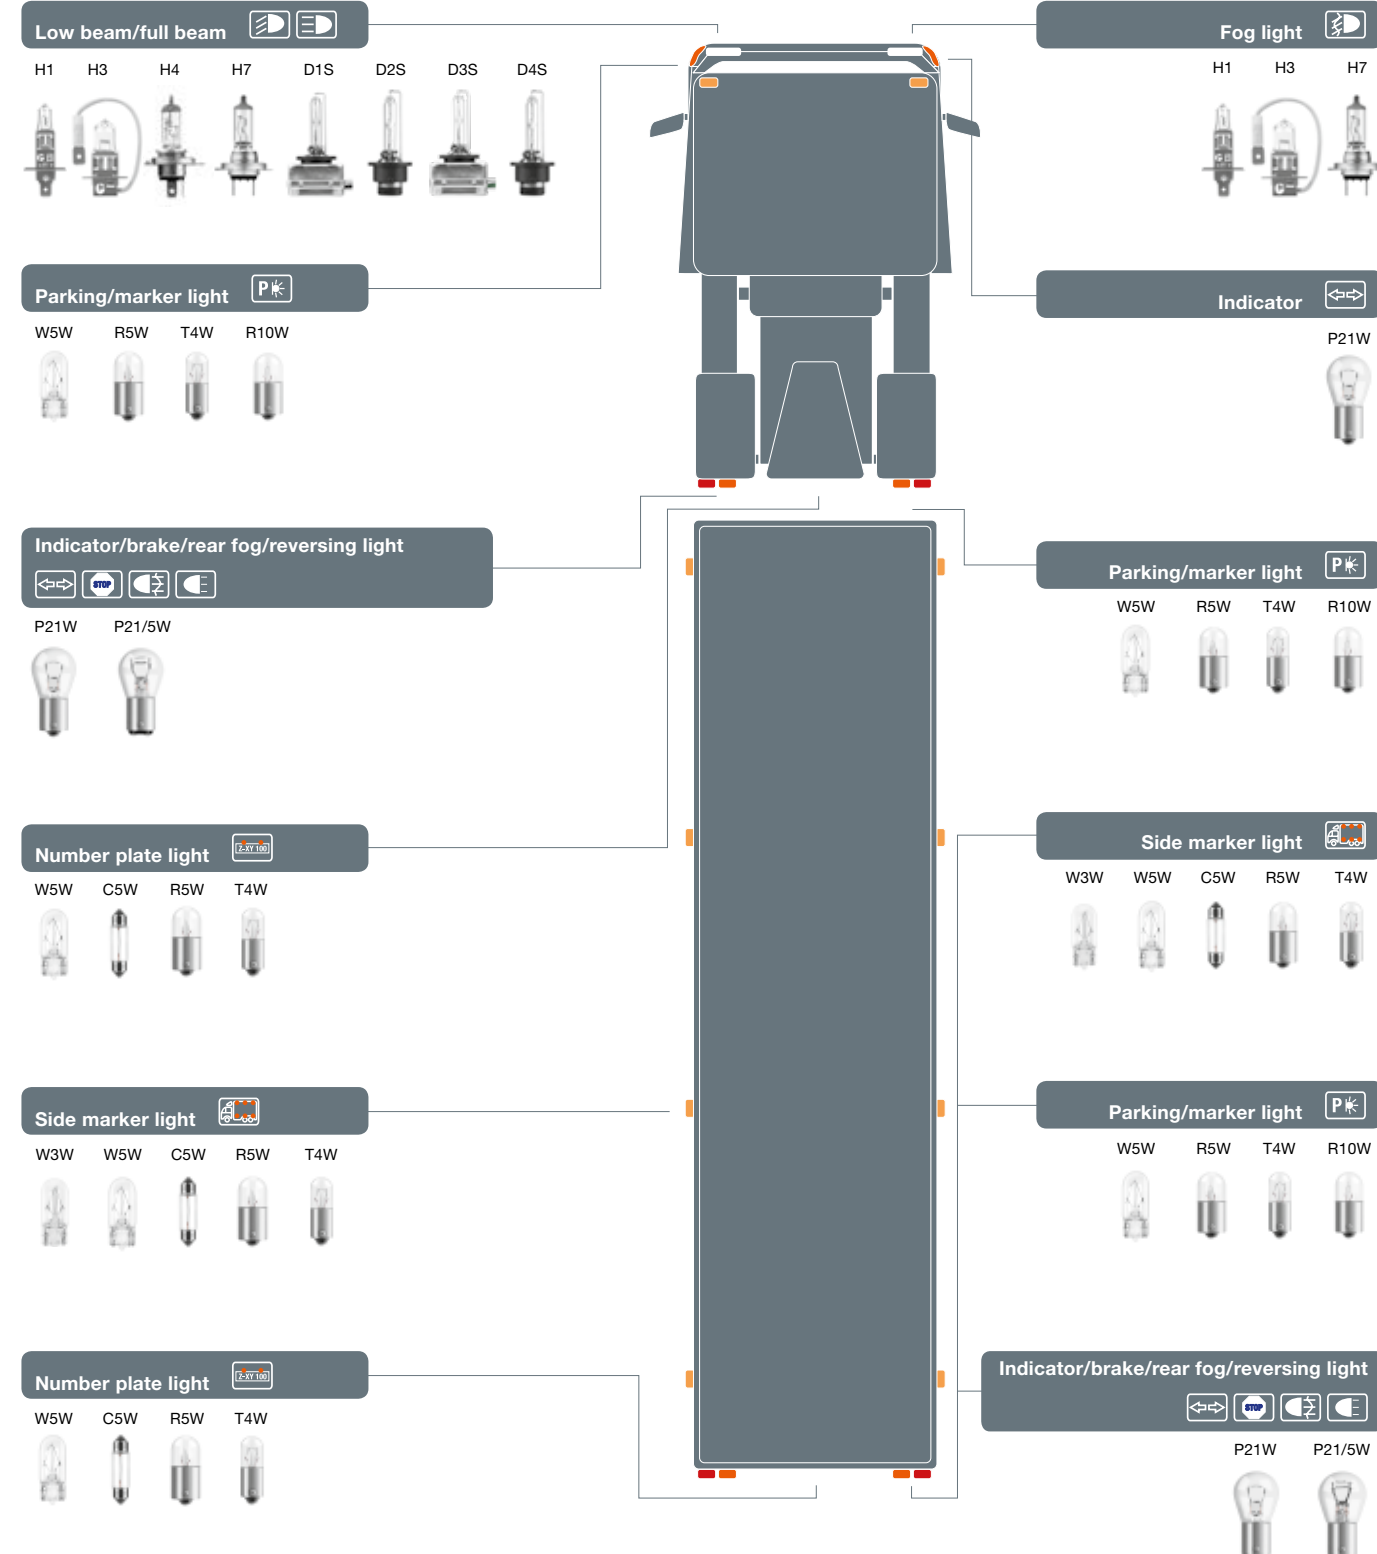 Low beam/full beam
H1 H3 H4 H7 D1S D2S D3S D4S
Fog light
H1 H3 H7
Parking/marker light P
W5W R5W T4W R10W
Indicator
P21W
Indicator/brake/rear fog/reversing light
STOP
P21W P21/5W
Parking/marker light P
W5W R5W T4W R10W
Number plate light Z-XY 100
W5W C5W R5W T4W
Side marker light
W3W W5W C5W R5W T4W
Side marker light
W3W W5W C5W R5W T4W
Parking/marker light P
W5W R5W T4W R10W
Number plate light Z-XY 100
W5W C5W R5W T4W
Indicator/brake/rear fog/reversing light
STOP
P21W P21/5W